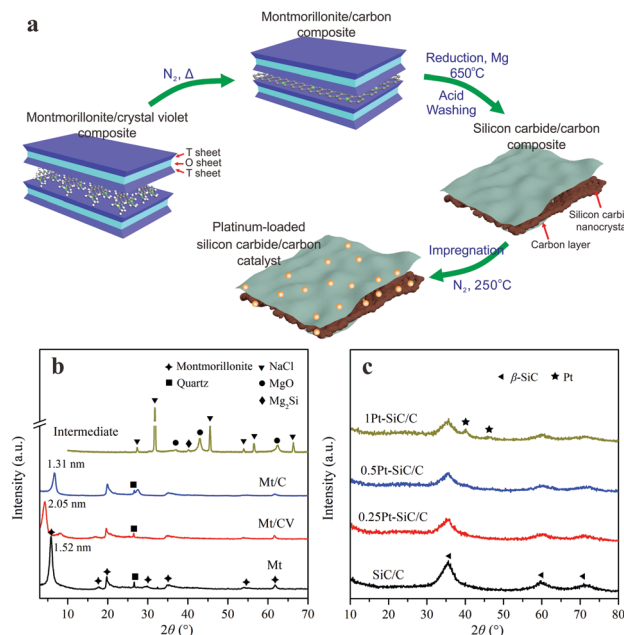 a
Montmorillonite/carbon
composite
N₂, Δ
Reduction, Mg
650°C
Acid
Washing
Montmorillonite/crystal violet
composite
T sheet
O sheet
T sheet
Silicon carbide/carbon
composite
Silicon carbi
nanocrysta
Carbon layer
Platinum-loaded
silicon carbide/carbon
catalyst
Impregnation
N₂, 250°C
b
Montmorillonite
Quartz
NaCl
MgO
Mg₂Si
Intermediate
1.31 nm
Mt/C
2.05 nm
Mt/CV
1.52 nm
Mt
Intensity (a.u.)
10 20 30 40 50 60 70
2θ (°)
c
β-SiC
Pt
1Pt-SiC/C
0.5Pt-SiC/C
0.25Pt-SiC/C
SiC/C
Intensity (a.u.)
10 20 30 40 50 60 70 80
2θ (°)